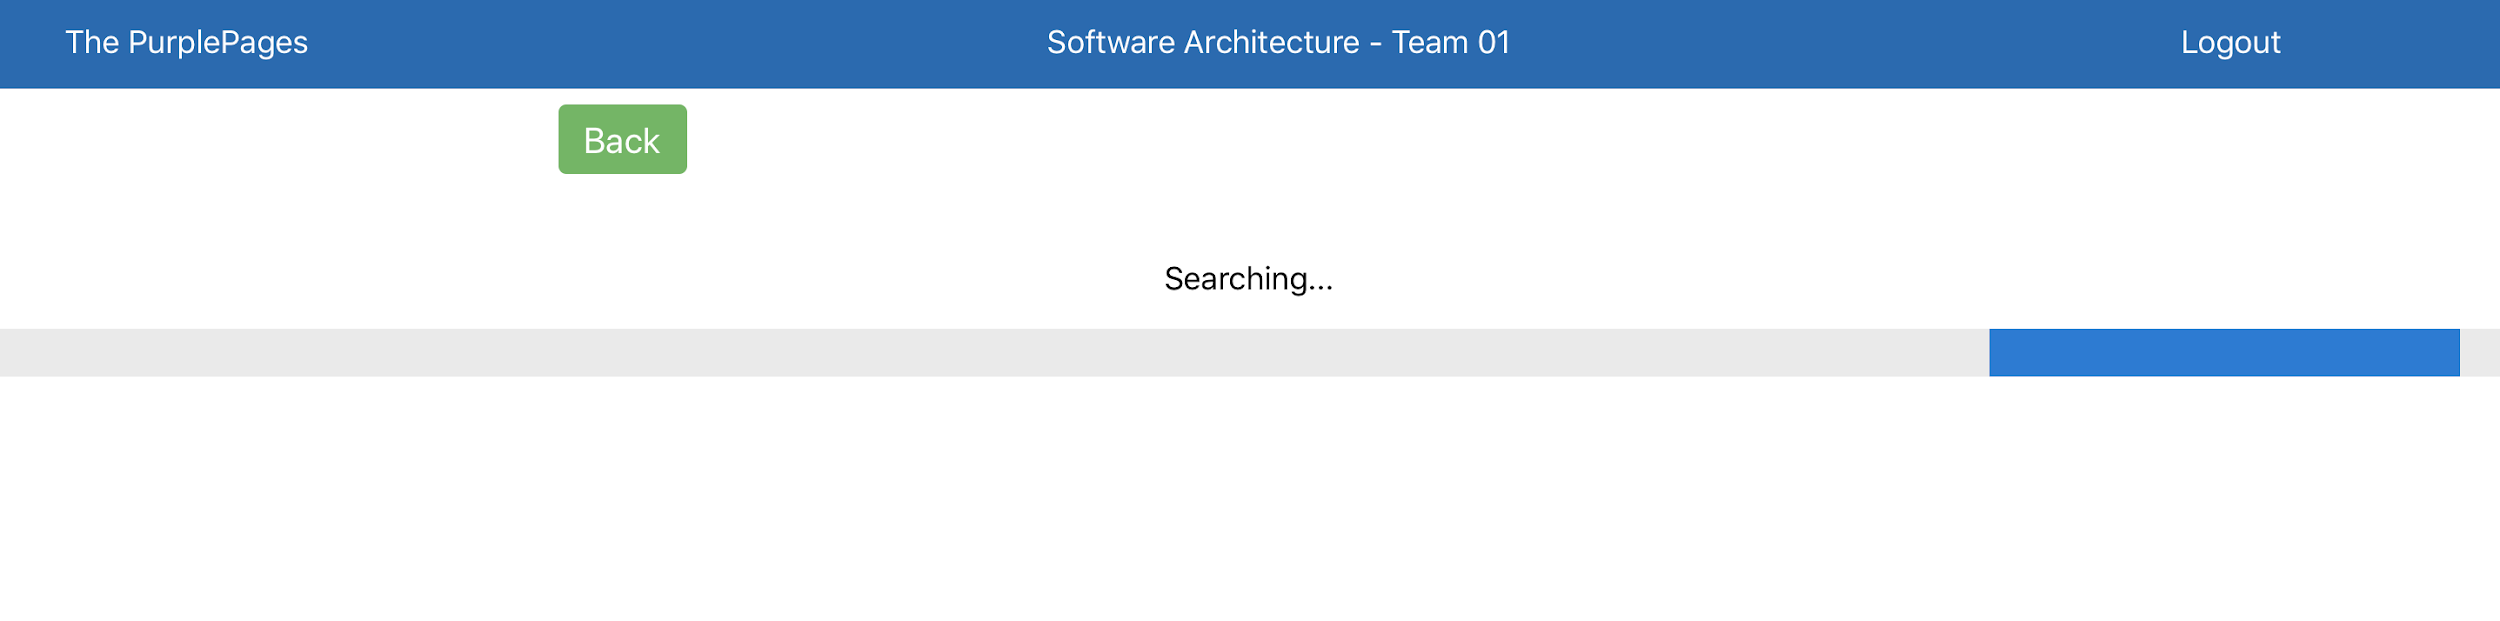 The PurplePages
Software Architecture - Team 01
Logout
Back
Searching...